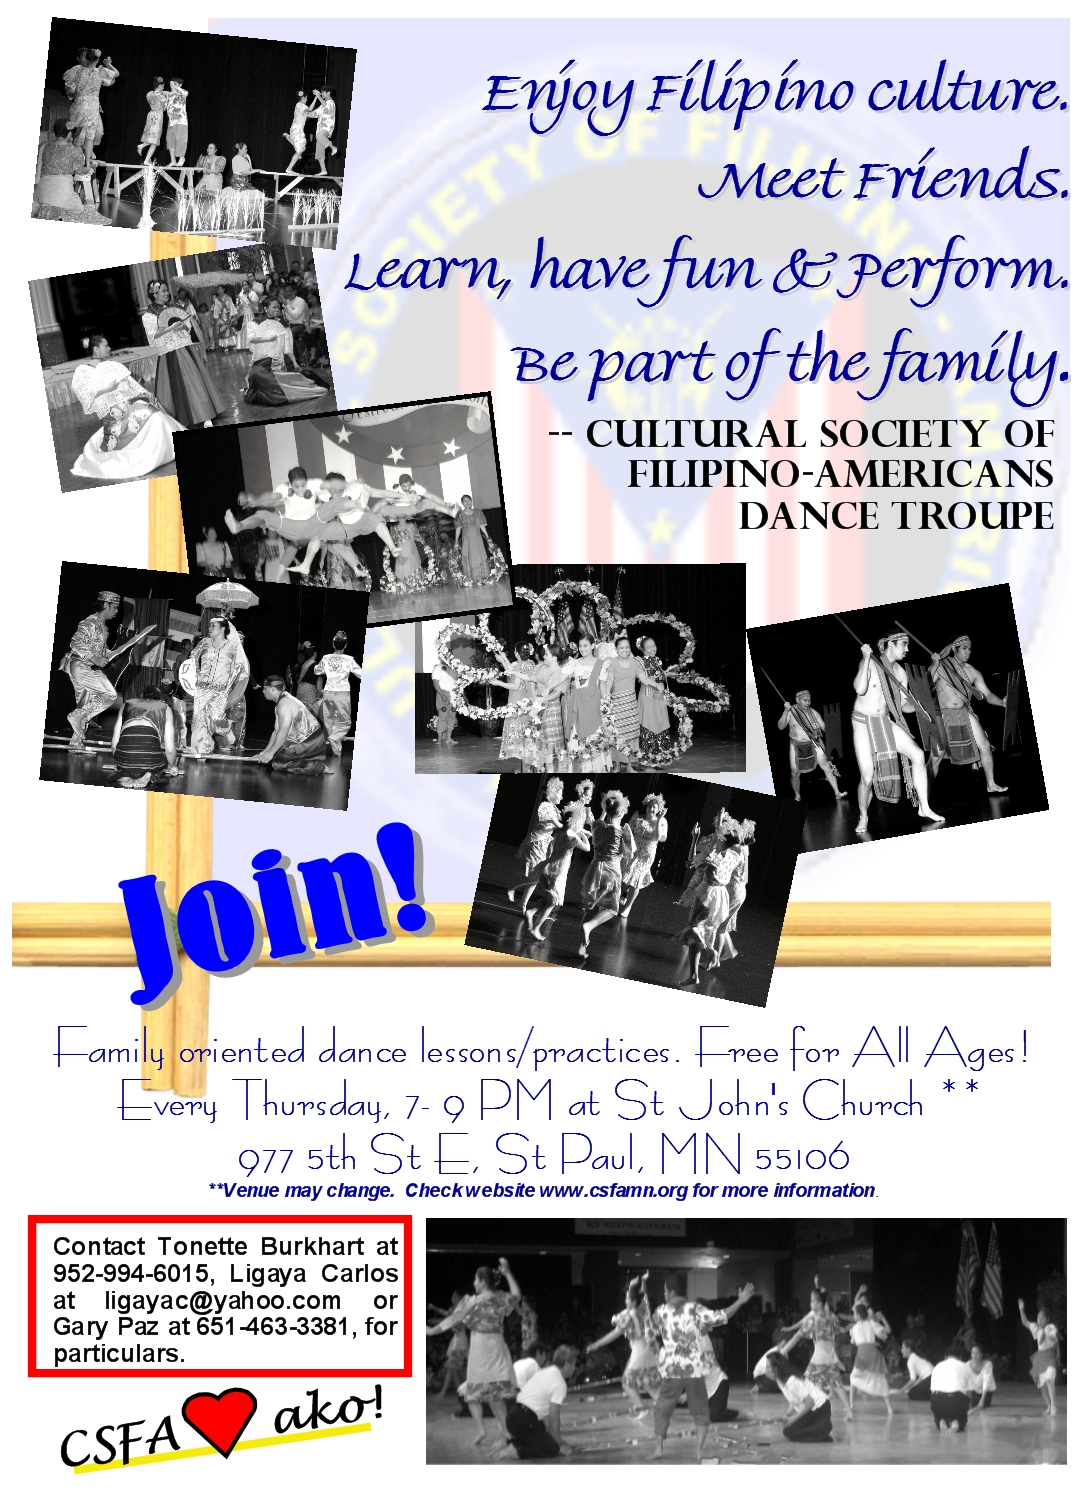 Enjoy Filipino culture.
Meet Friends.
Learn, have fun & Perform.
Be part of the family.
-- CULTURAL SOCIETY OF
FILIPINO-AMERICANS
DANCE TROUPE
SOCIETY OF FILIPINO-AMERIC
Join!
Family oriented dance lessons/practices. Free for All Ages!
Every Thursday, 7- 9 PM at St John's Church **
977 5th St E, St Paul, MN 55106
**Venue may change. Check website www.csfamn.org for more information.
Contact Tonette Burkhart at
952-994-6015, Ligaya Carlos
at ligayac@yahoo.com or
Gary Paz at 651-463-3381, for
particulars.
CSFA ako!